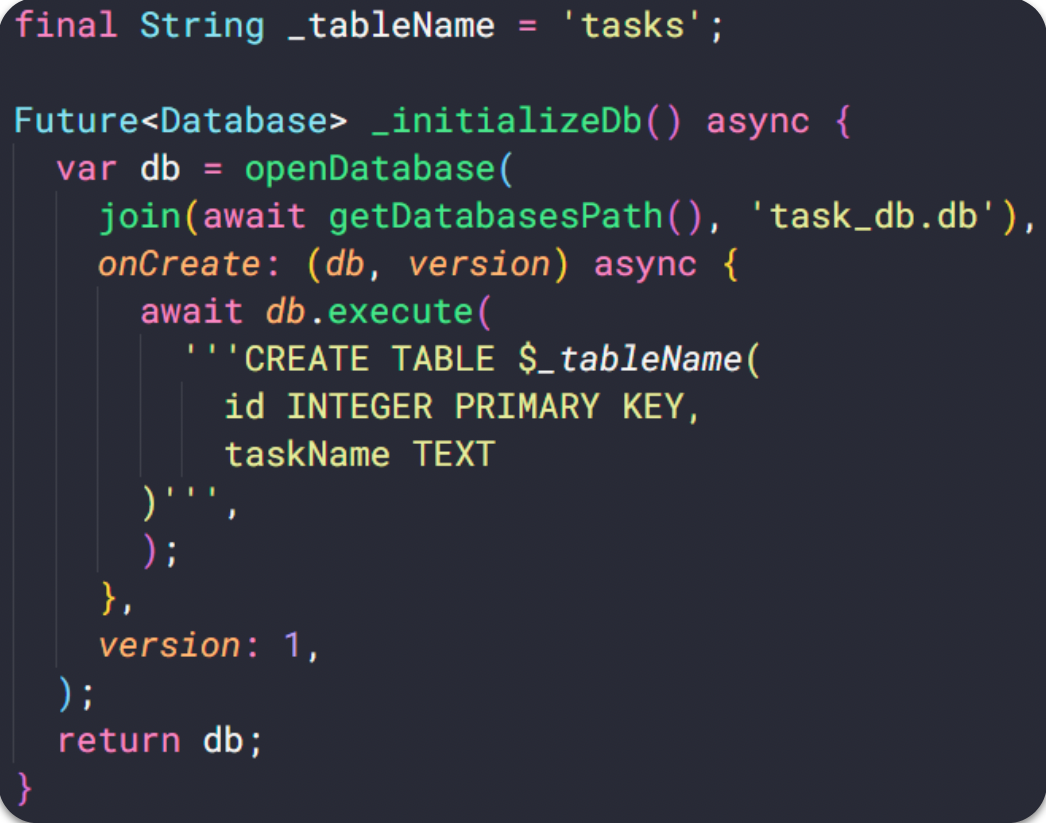 final String _tableName = 'tasks';
Future<Database> _initializeDb() async {
var db = openDatabase(
join(await getDatabasesPath(), 'task_db.db'),
onCreate: (db, version) async {
await db.execute(
'''CREATE TABLE $_tableName(
id INTEGER PRIMARY KEY,
taskName TEXT
)''',
);
},
version: 1,
);
return db;
}